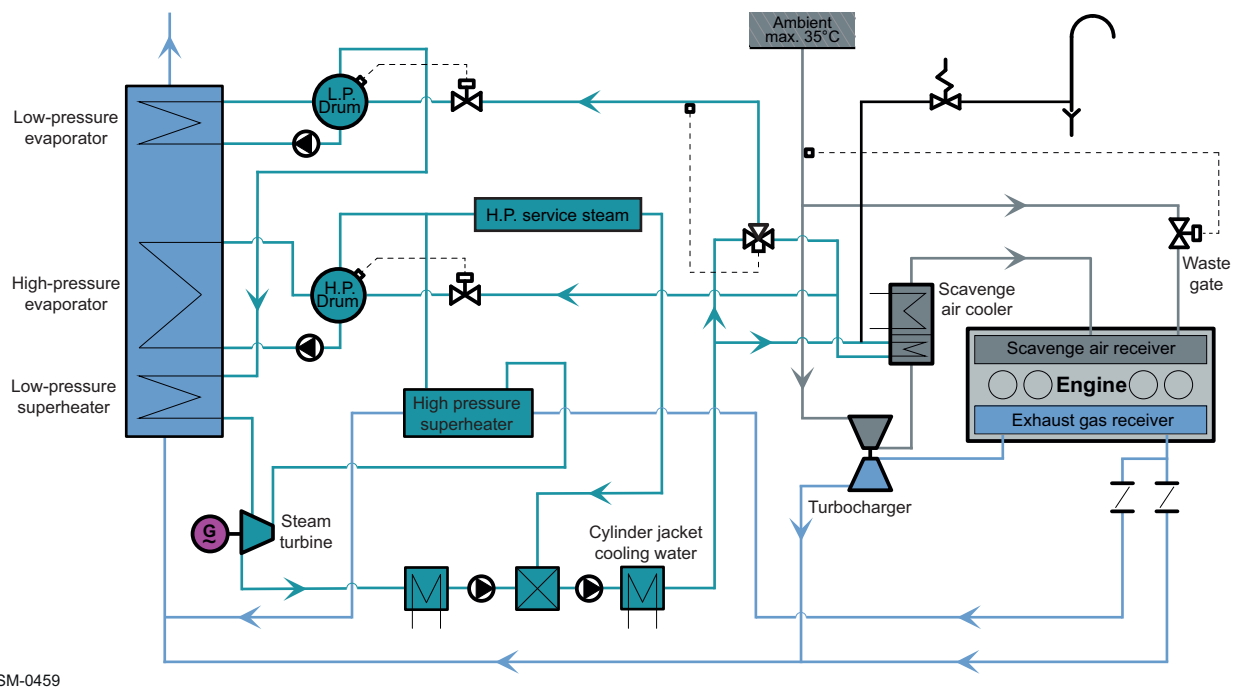 Ambient
max. 35°C
L.P.
Drum
Low-pressure
evaporator
H.P. service steam
High-pressure
evaporator
H.P.
Drum
Waste
gate
Scavenge
air cooler
Scavenge air receiver
Engine
Exhaust gas receiver
Low-pressure
superheater
High pressure
superheater
Turbocharger
G
~
Steam
turbine
Cylinder jacket
cooling water
SM-0459